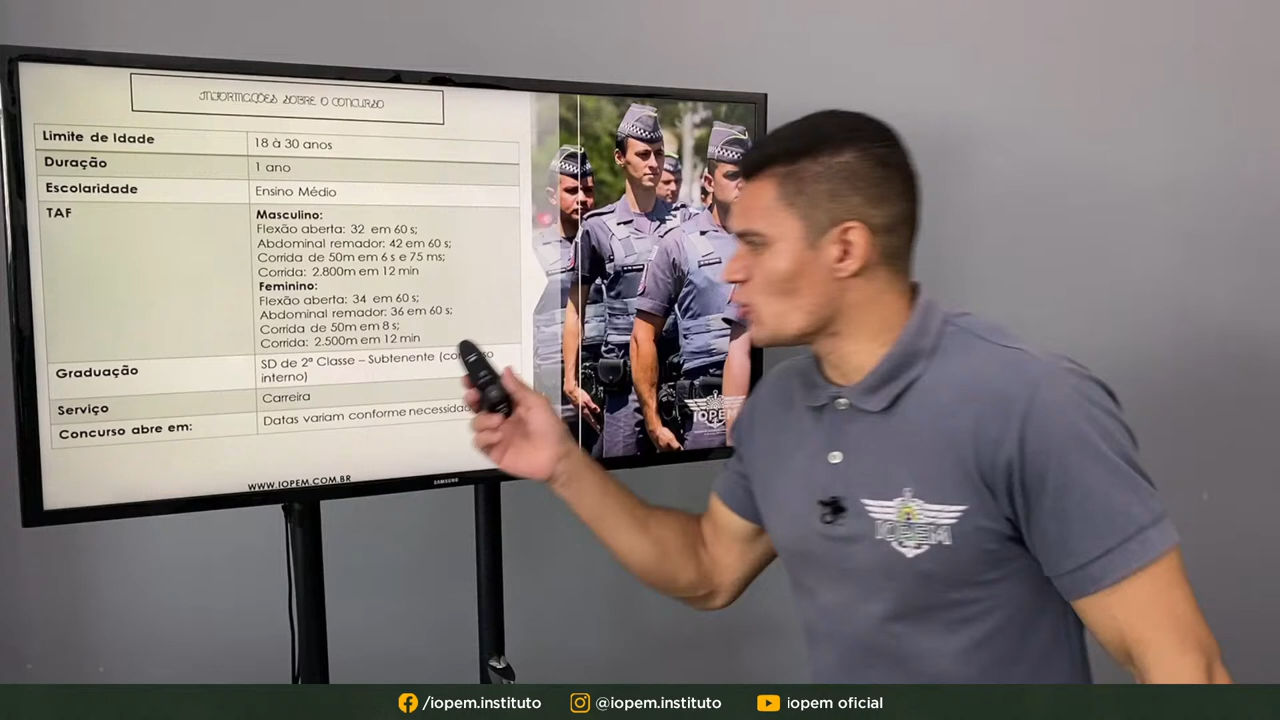 INFORMAÇÕES SOBRE O CONCURSO
Limite de Idade
18 à 30 anos
Duração
1 ano
Escolaridade
Ensino Médio
TAF
Masculino:
Flexão aberta: 32 em 60 s;
Abdominal remador: 42 em 60 s;
Corrida de 50m em 6 s e 75 ms;
Corrida: 2.800m em 12 min
Feminino:
Flexão aberta: 34 em 60 s;
Abdominal remador: 36 em 60 s;
Corrida de 50m em 8 s;
Corrida: 2.500m em 12 min
Graduação
SD de 2ª Classe – Subtenente
interno)
Serviço
Carreira
Concurso abre em:
Datas variam conforme
WWW.IOPEM.COM.BR
SAMSUNG
IOPEM
IOPEM
/iopem.instituto
@iopem.instituto
iopem oficial